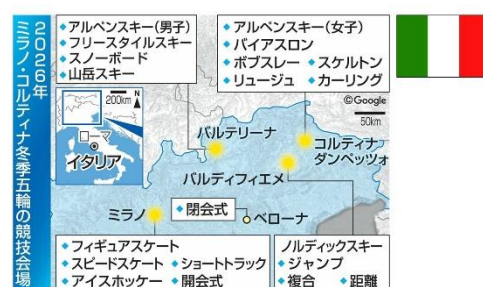 2026年
ミラノ・コルティナ冬季五輪の競技会場
アルペンスキー(男子)
フリースタイルスキー
スノーボード
山岳スキー
アルペンスキー(女子)
バイアスロン
ボブスレー ・スケルトン
リュージュ ・カーリング
200km N
ローマ
イタリア
©Google
50km
バルテリーナ
コルティナ
ダンペッツォ
バルディフィエメ
ミラノ
閉会式
ベローナ
フィギュアスケート
スピードスケート ・ショートトラック
アイスホッケー ・開会式
ノルディックスキー
ジャンプ
複合 ・距離